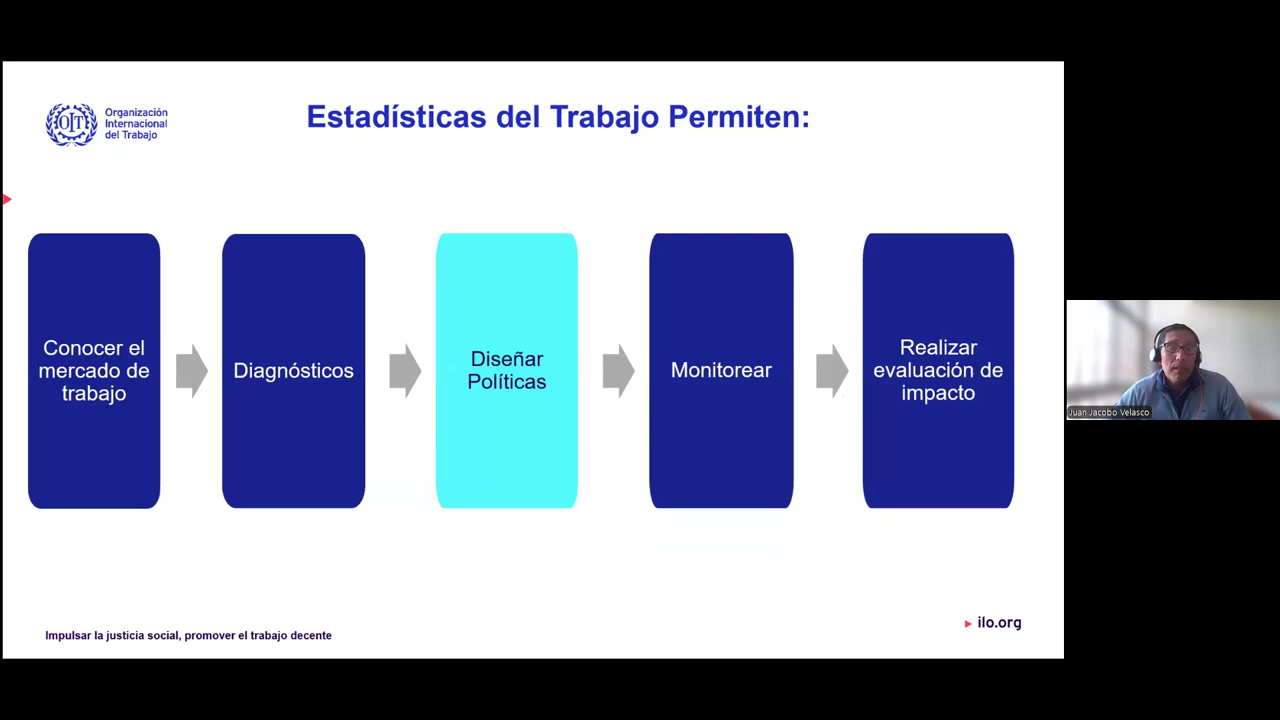 OIT
Organización
Internacional
del Trabajo
Estadísticas del Trabajo Permiten:
Conocer el
mercado de
trabajo
Diagnósticos
Diseñar
Políticas
Monitorear
Realizar
evaluación de
impacto
Juan Jacobo Velasco
Impulsar la justicia social, promover el trabajo decente
ilo.org